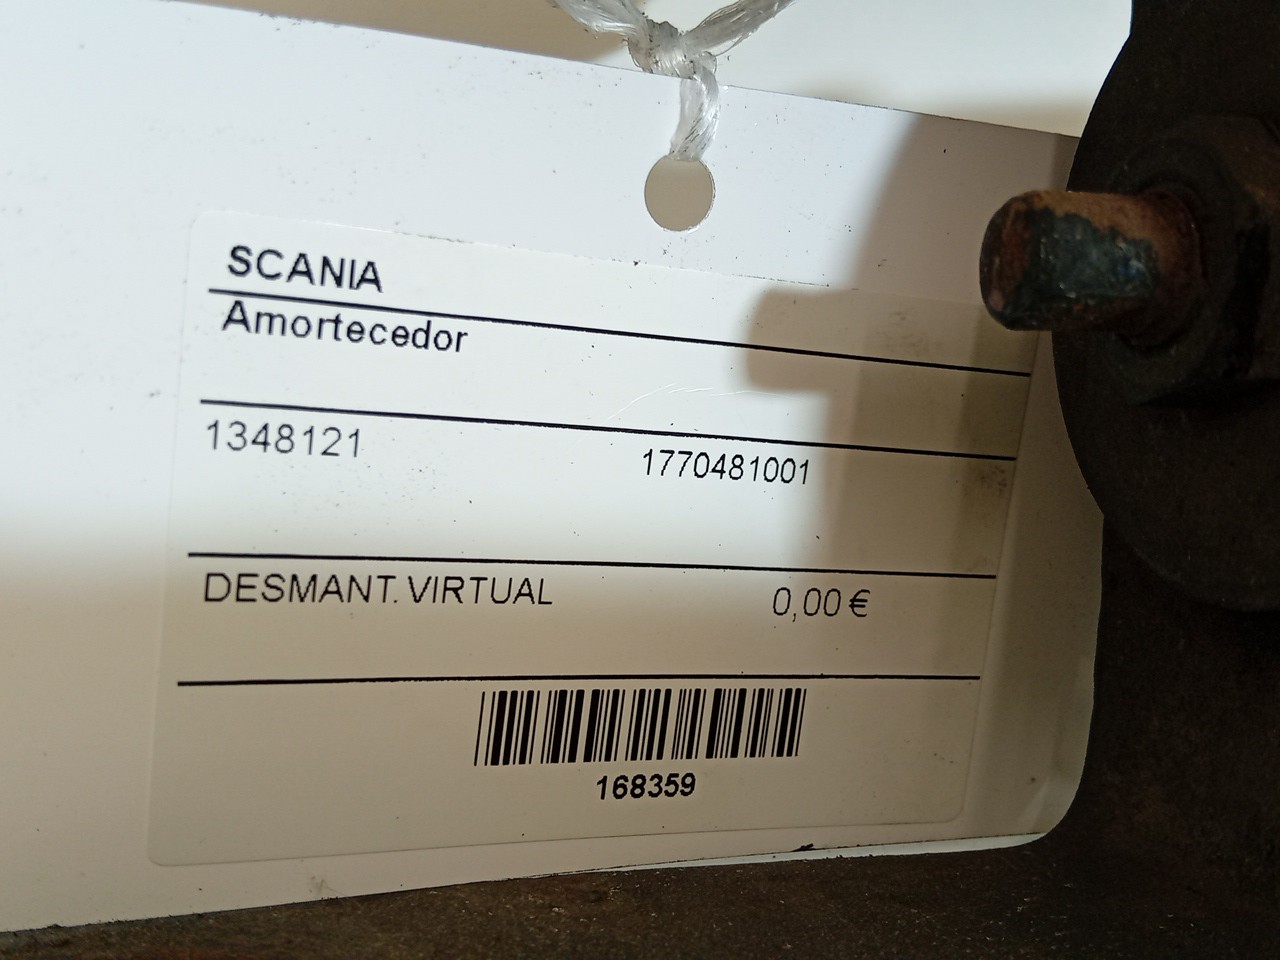 SCANIA
Amortecedor
1348121 1770481001
DESMANT. VIRTUAL 0,00 €
168359